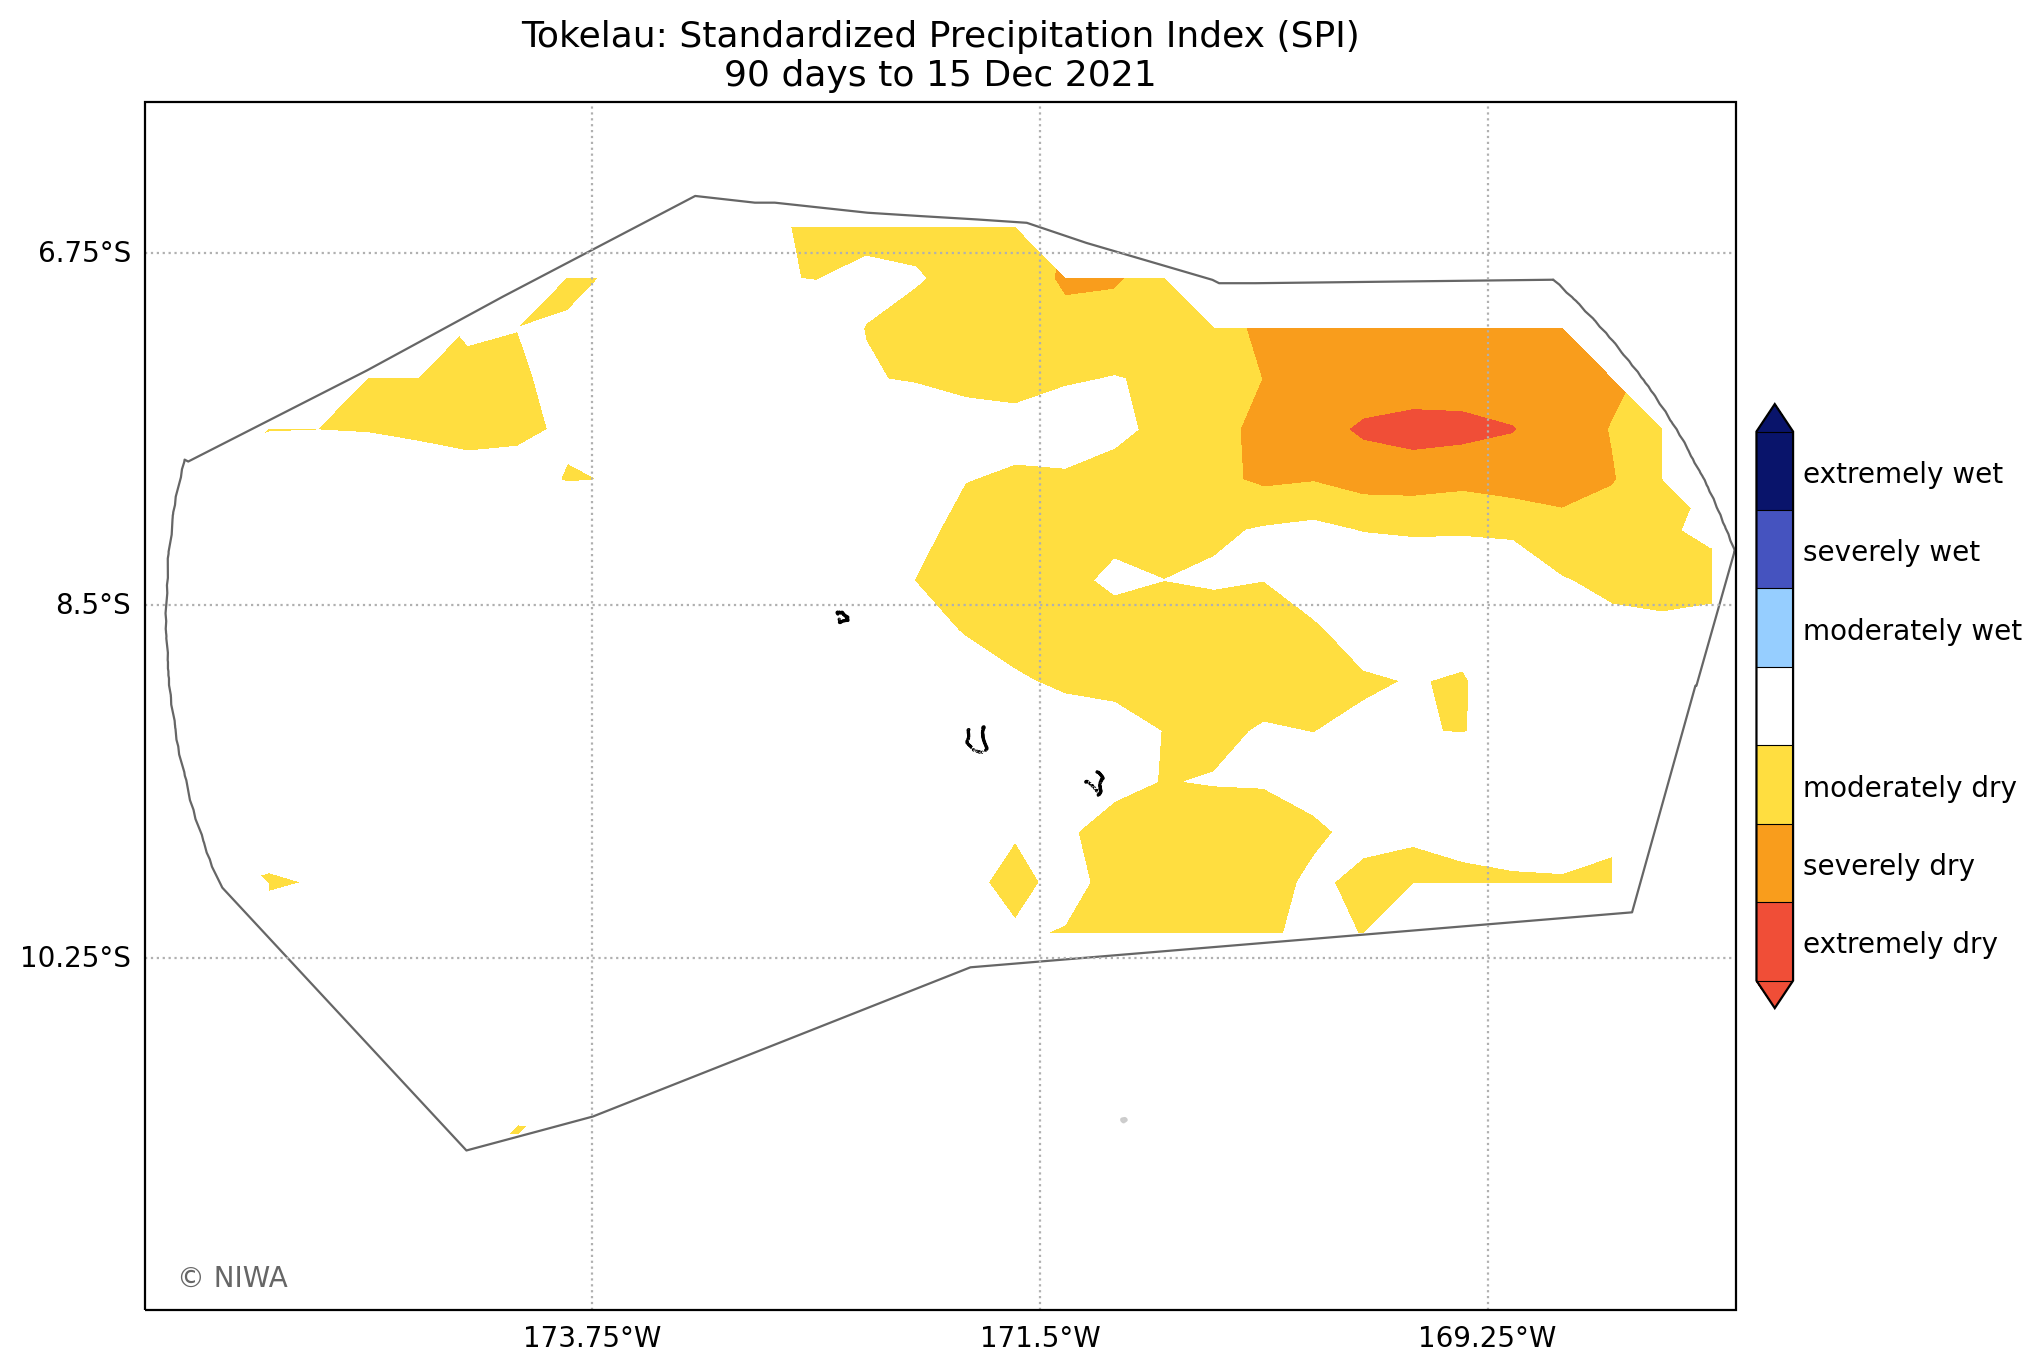 Tokelau: Standardized Precipitation Index (SPI)
90 days to 15 Dec 2021
6.75°S
8.5°S
10.25°S
173.75°W
171.5°W
169.25°W
© NIWA
extremely wet
severely wet
moderately wet
moderately dry
severely dry
extremely dry